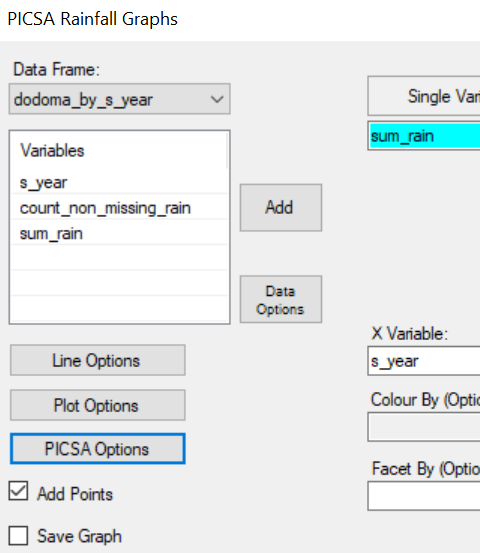 PICSA Rainfall Graphs
Data Frame:
dodoma_by_s_year
Variables
s_year
count_non_missing_rain
sum_rain
Add
Data
Options
Line Options
Plot Options
PICSA Options
Add Points
Save Graph
Single Vari
sum_rain
X Variable:
s_year
Colour By (Optio
Facet By (Optio